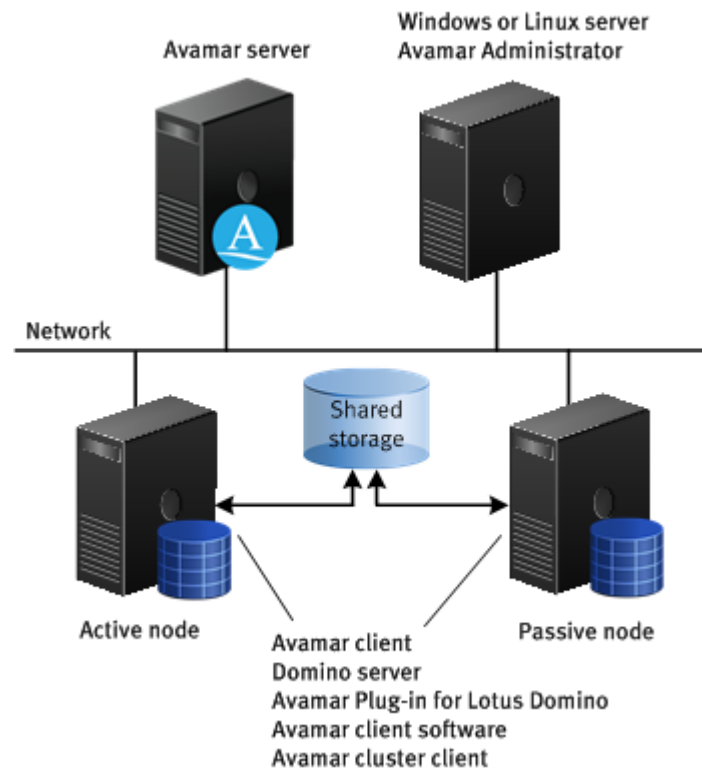 Windows or Linux server
Avamar server
Avamar Administrator
A
Network
Shared
storage
Active node
Passive node
Avamar client
Domino server
Avamar Plug-in for Lotus Domino
Avamar client software
Avamar cluster client